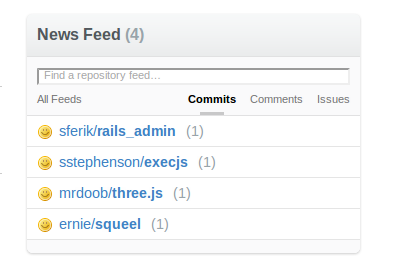 News Feed (4)
Find a repository feed…
All Feeds Commits Comments Issues
sferik/rails_admin (1)
sstephenson/execjs (1)
mrdoob/three.js (1)
ernie/squeel (1)